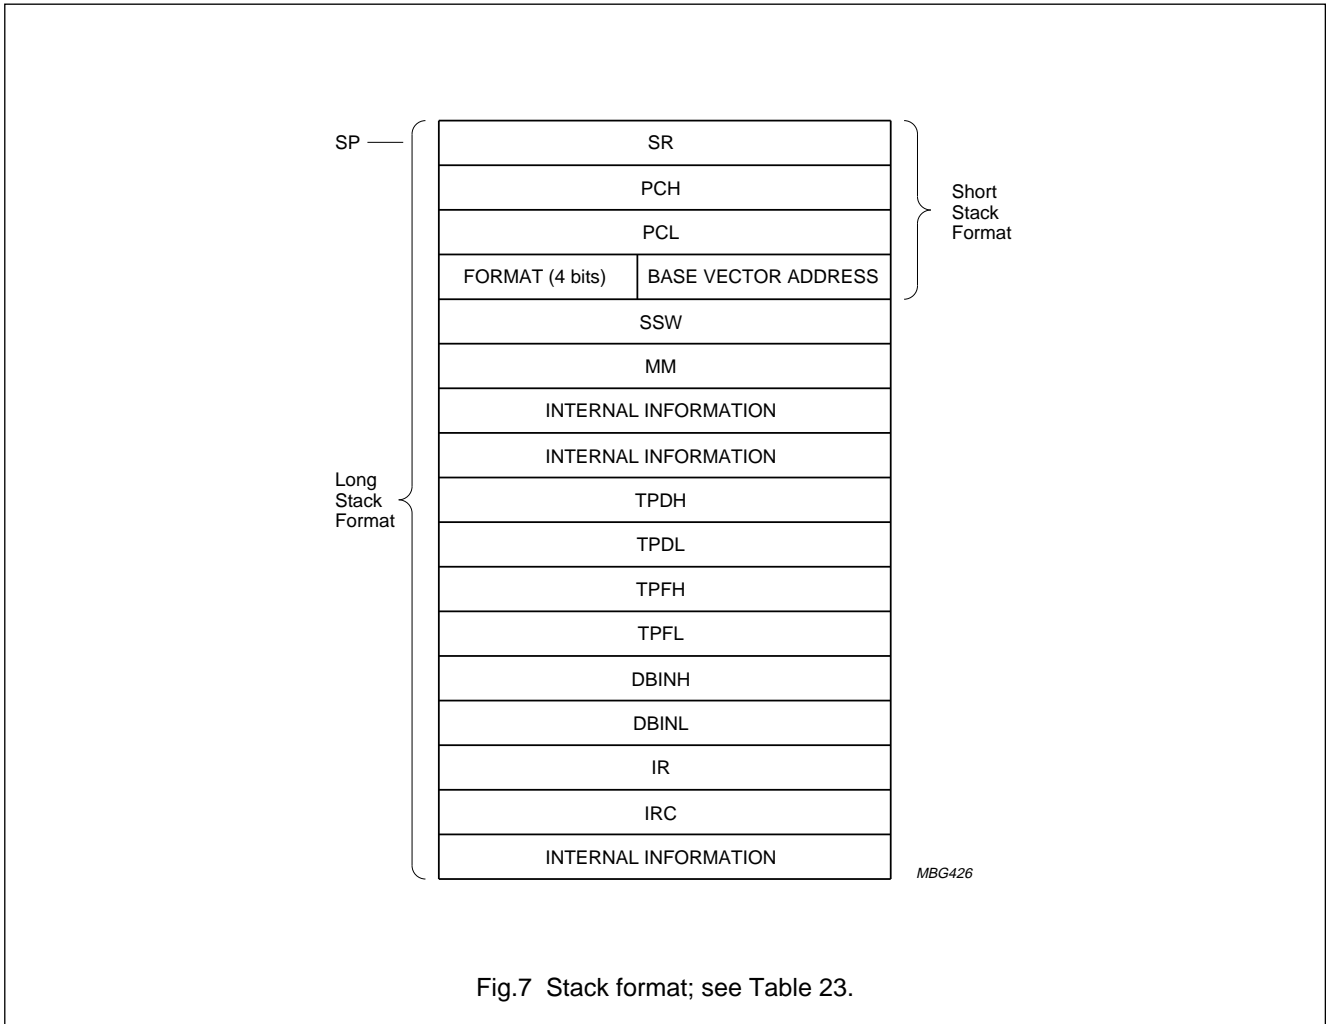 SP
SR
PCH
PCL
FORMAT (4 bits)
BASE VECTOR ADDRESS
Short
Stack
Format
SSW
MM
INTERNAL INFORMATION
INTERNAL INFORMATION
Long
Stack
Format
TPDH
TPDL
TPFH
TPFL
DBINH
DBINL
IR
IRC
INTERNAL INFORMATION
MBG426
Fig.7 Stack format; see Table 23.